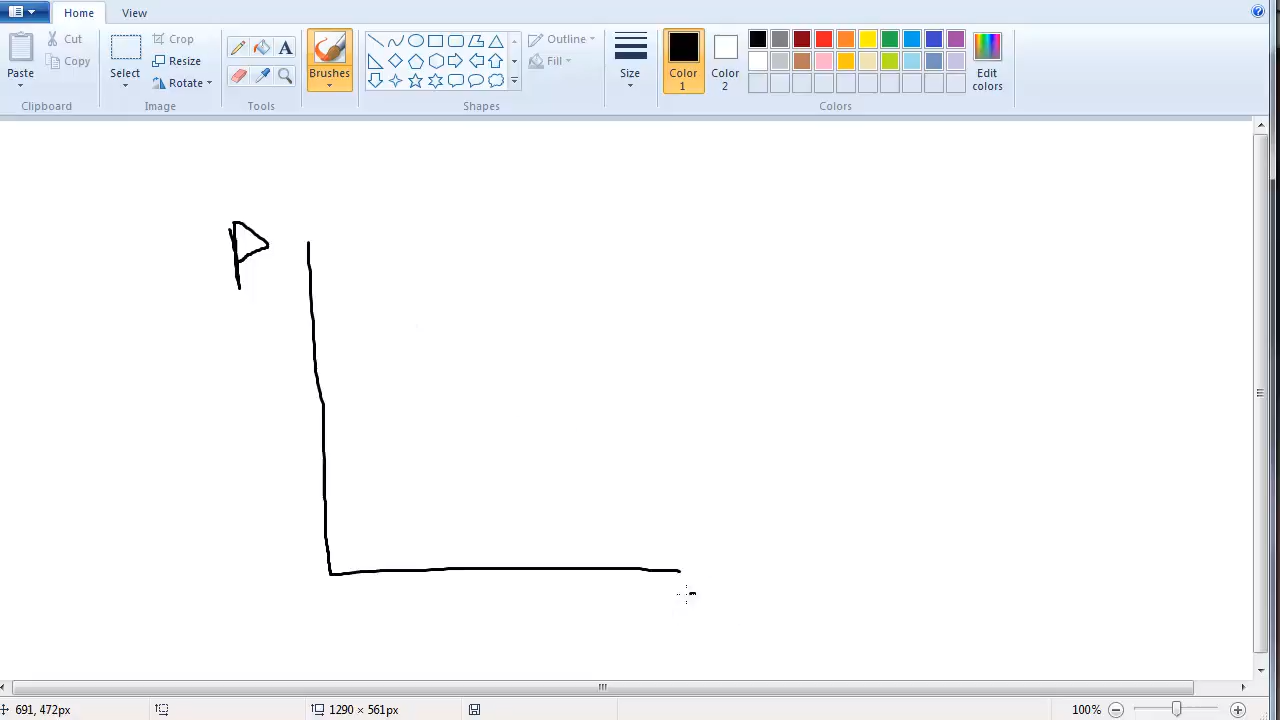 Home View
Paste
Cut
Copy
Clipboard
Select
Crop
Resize
Rotate
Image
A
Tools
Brushes
Outline
Fill
Shapes
Size
Color 1
Color 2
Edit colors
Colors
P
691, 472px
1290 × 561px
100%